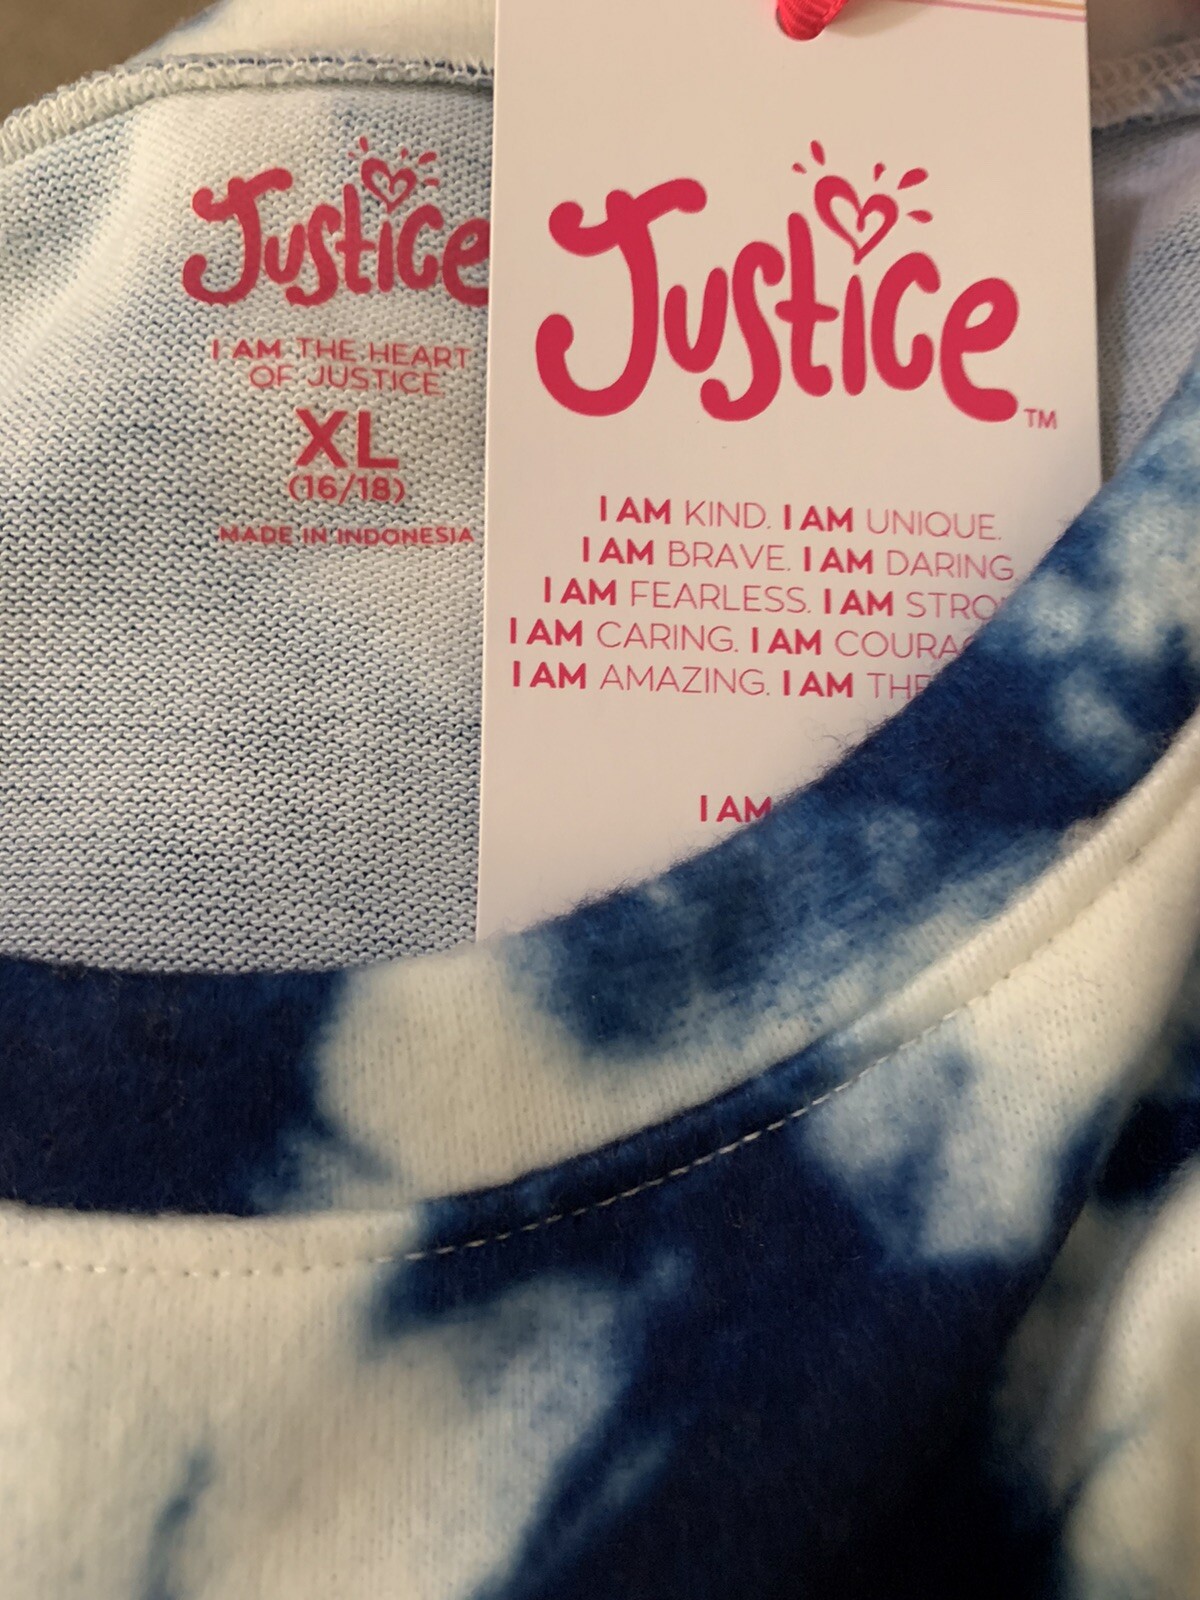 Justice
I AM THE HEART
OF JUSTICE
XL
(16/18)
MADE IN INDONESIA
Justice
TM
I AM KIND. I AM UNIQUE.
I AM BRAVE. I AM DARING
I AM FEARLESS. I AM
I AM CARING. I AM
I AM AMAZING. I AM
I AM